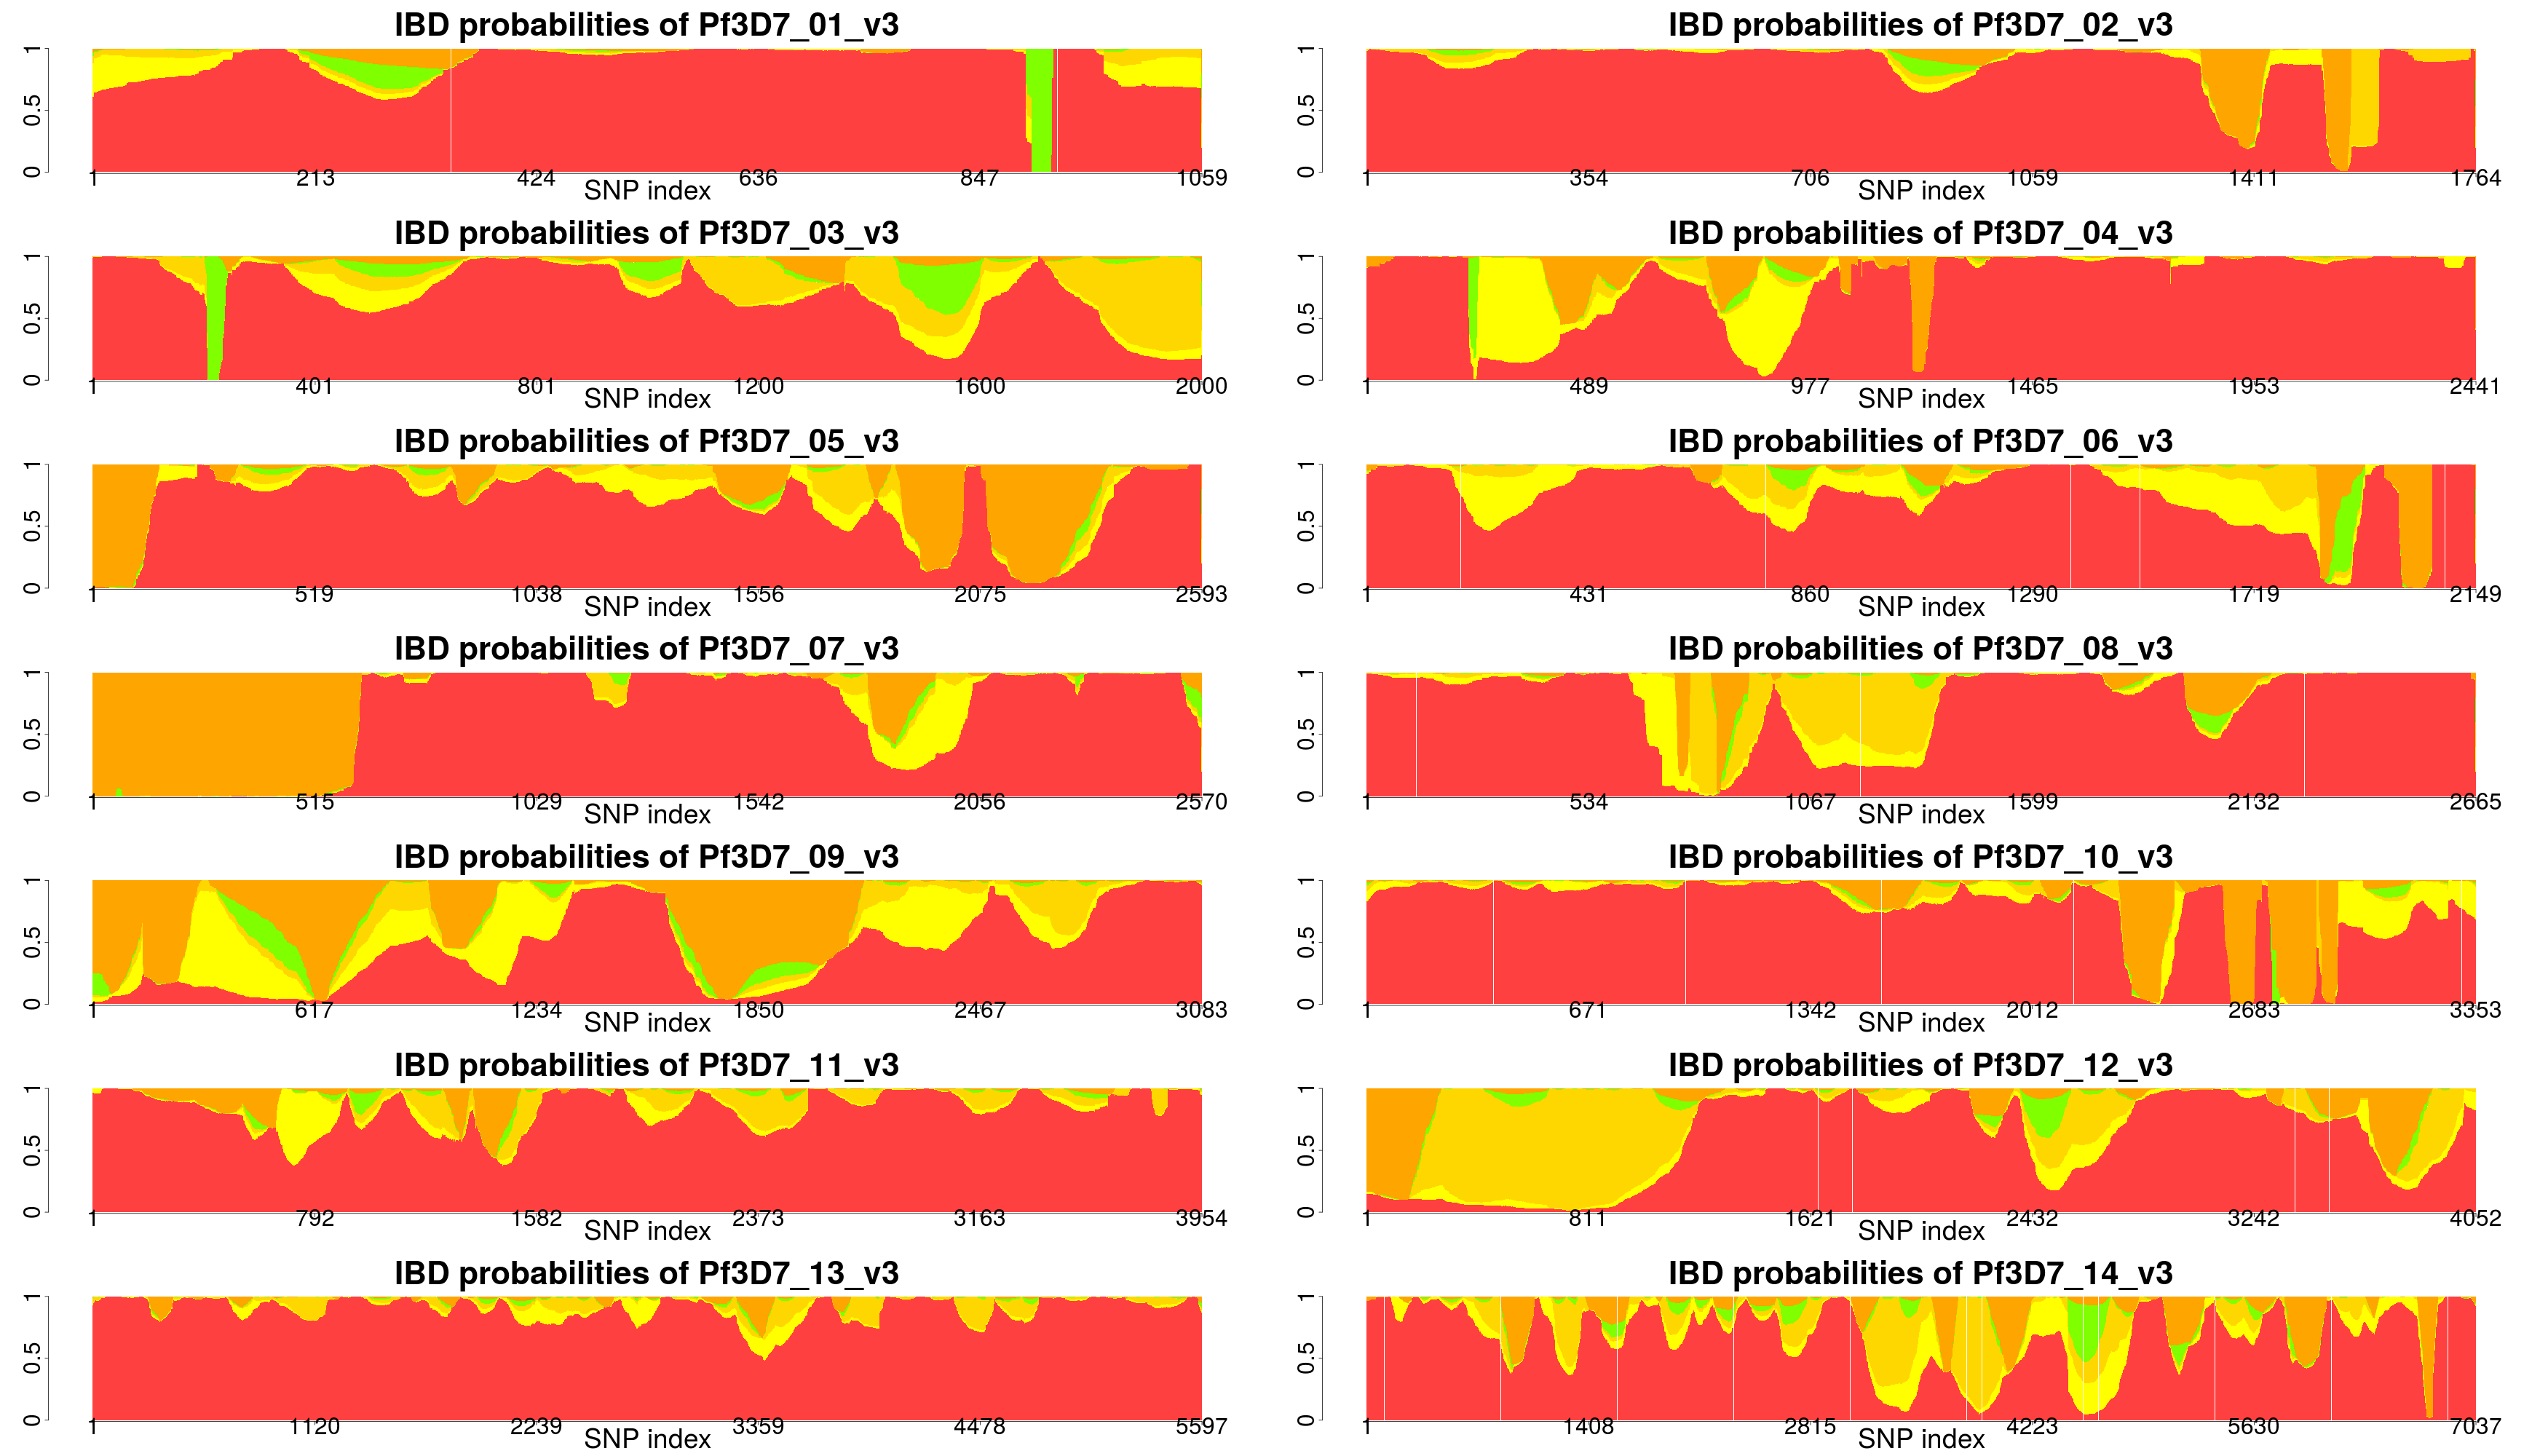 IBD probabilities of Pf3D7_01_v3
0 0.5 1
1 213 424 636 847 1059
SNP index
IBD probabilities of Pf3D7_02_v3
0 0.5 1
1 354 706 1059 1411 1764
SNP index
IBD probabilities of Pf3D7_03_v3
0 0.5 1
1 401 801 1200 1600 2000
SNP index
IBD probabilities of Pf3D7_04_v3
0 0.5 1
1 489 977 1465 1953 2441
SNP index
IBD probabilities of Pf3D7_05_v3
0 0.5 1
1 519 1038 1556 2075 2593
SNP index
IBD probabilities of Pf3D7_06_v3
0 0.5 1
1 431 860 1290 1719 2149
SNP index
IBD probabilities of Pf3D7_07_v3
0 0.5 1
1 515 1029 1542 2056 2570
SNP index
IBD probabilities of Pf3D7_08_v3
0 0.5 1
1 534 1067 1599 2132 2665
SNP index
IBD probabilities of Pf3D7_09_v3
0 0.5 1
1 617 1234 1850 2467 3083
SNP index
IBD probabilities of Pf3D7_10_v3
0 0.5 1
1 671 1342 2012 2683 3353
SNP index
IBD probabilities of Pf3D7_11_v3
0 0.5 1
1 792 1582 2373 3163 3954
SNP index
IBD probabilities of Pf3D7_12_v3
0 0.5 1
1 811 1621 2432 3242 4052
SNP index
IBD probabilities of Pf3D7_13_v3
0 0.5 1
1 1120 2239 3359 4478 5597
SNP index
IBD probabilities of Pf3D7_14_v3
0 0.5 1
1 1408 2815 4223 5630 7037
SNP index